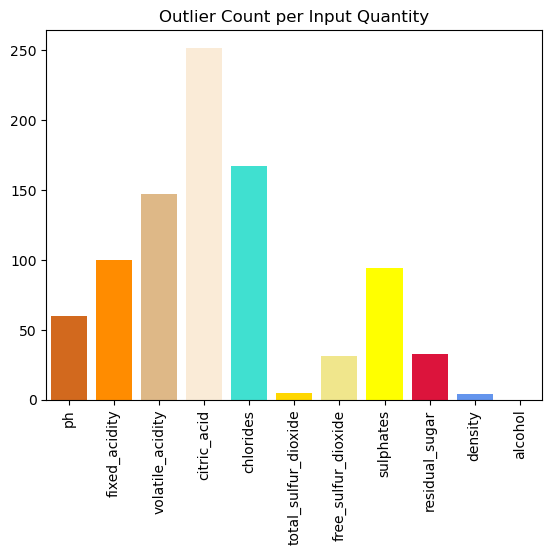 Outlier Count per Input Quantity
250
200
150
100
50
0
ph
fixed_acidity
volatile_acidity
citric_acid
chlorides
total_sulfur_dioxide
free_sulfur_dioxide
sulphates
residual_sugar
density
alcohol